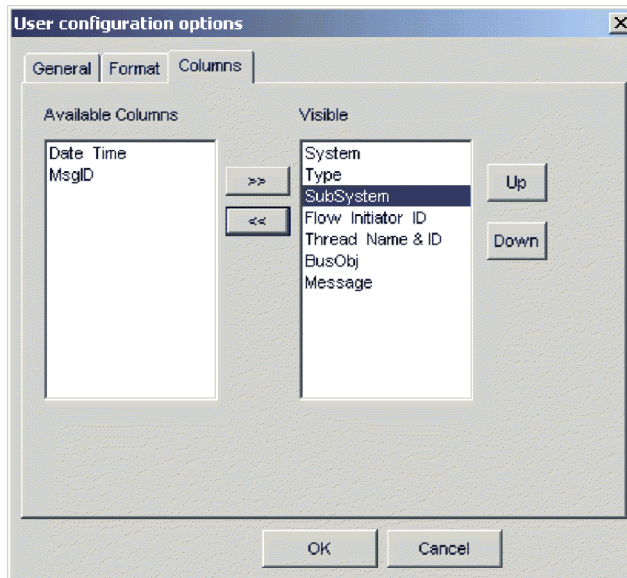 User configuration options
General Format Columns
Available Columns
Visible
Date Time
MsgID
>>
<<
System
Type
SubSystem
Flow Initiator ID
Thread Name & ID
BusObj
Message
Up
Down
OK
Cancel